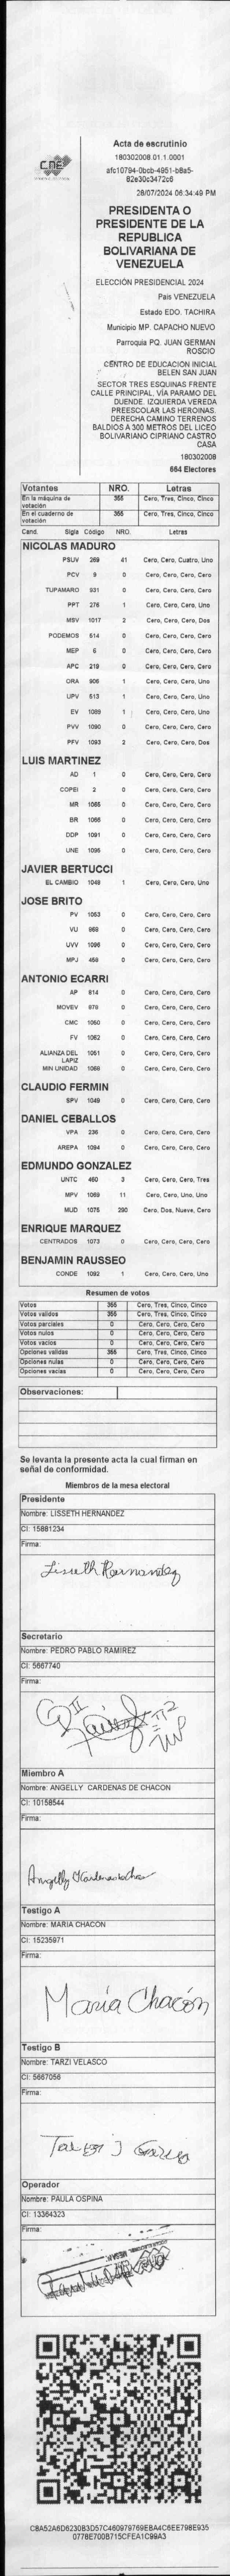 CNE
Acta de escrutinio
180302008.01.1.0001
afc10794-0bcb-4951-b8a5-
82e30c3472c6
28/07/2024 06:34:49 PM
PRESIDENTA O
PRESIDENTE DE LA
REPUBLICA
BOLIVARIANA DE
VENEZUELA
ELECCIÓN PRESIDENCIAL 2024
Pais VENEZUELA
Estado EDO. TACHIRA
Municipio MP. CAPACHO NUEVO
Parroquia PQ. JUAN GERMAN
ROSCIO
CENTRO DE EDUCACION INICIAL
BELEN SAN JUAN
SECTOR TRES ESQUINAS FRENTE
CALLE PRINCIPAL. VÍA PARAMO DEL
DUENDE. IZQUIERDA VEREDA
PREESCOLAR LAS HEROINAS.
DERECHA CAMINO TERRENOS
BALDIOS A 300 METROS DEL LICEO
BOLIVARIANO CIPRIANO CASTRO
CASA
180302008
684 Electores
Votantes NRO. Letras
En la máquina de votación 355 Cero, Tres, Cinco, Cinco
En el cuaderno de votación 355 Cero, Tres, Cinco, Cinco
Cand. Sigla Codigo NRO. Letras
NICOLAS MADURO
PSUV 269 41 Cero, Cero, Cuatro, Uno
PCV 9 0 Cero, Cero, Cero, Cero
TUPAMARO 931 0 Cero, Cero, Cero, Cero
PPT 276 1 Cero, Cero, Cero, Uno
MSV 1017 2 Cero, Cero, Cero, Dos
PODEMOS 514 0 Cero, Cero, Cero, Cero
MEP 6 0 Cero, Cero, Cero, Cero
APC 219 0 Cero, Cero, Cero, Cero
ORA 906 1 Cero, Cero, Cero, Uno
UPV 513 1 Cero, Cero, Cero, Uno
EV 1089 1 Cero, Cero, Cero, Uno
PVV 1090 0 Cero, Cero, Cero, Cero
PFV 1093 2 Cero, Cero, Cero, Dos
LUIS MARTINEZ
AD 1 0 Cero, Cero, Cero, Cero
COPEI 2 0 Cero, Cero, Cero, Cero
MR 1065 0 Cero, Cero, Cero, Cero
BR 1066 0 Cero, Cero, Cero, Cero
DDP 1091 0 Cero, Cero, Cero, Cero
UNE 1095 0 Cero, Cero, Cero, Cero
JAVIER BERTUCCI
EL CAMBIO 1048 1 Cero, Cero, Cero, Uno
JOSE BRITO
PV 1053 0 Cero, Cero, Cero, Cero
VU 968 0 Cero, Cero, Cero, Cero
UVV 1096 0 Cero, Cero, Cero, Cero
MPJ 458 0 Cero, Cero, Cero, Cero
ANTONIO ECARRI
AP 914 0 Cero, Cero, Cero, Cero
MOVEV 978 0 Cero, Cero, Cero, Cero
CMC 1050 0 Cero, Cero, Cero, Cero
FV 1082 0 Cero, Cero, Cero, Cero
ALIANZA DEL LAPIZ 1051 0 Cero, Cero, Cero, Cero
MIN UNIDAD 1088 0 Cero, Cero, Cero, Cero
CLAUDIO FERMIN
SPV 1049 0 Cero, Cero, Cero, Cero
DANIEL CEBALLOS
VPA 236 0 Cero, Cero, Cero, Cero
AREPA 1094 0 Cero, Cero, Cero, Cero
EDMUNDO GONZALEZ
UNTC 460 3 Cero, Cero, Cero, Tres
MPV 1069 11 Cero, Cero, Uno, Uno
MUD 1075 290 Cero, Dos, Nueve, Cero
ENRIQUE MARQUEZ
CENTRADOS 1073 0 Cero, Cero, Cero, Cero
BENJAMIN RAUSSEO
CONDE 1092 1 Cero, Cero, Cero, Uno
Resumen de votos
Votos 355 Cero, Tres, Cinco, Cinco
Votos validos 355 Cero, Tres, Cinco, Cinco
Votos parciales 0 Cero, Cero, Cero, Cero
Votos nulos 0 Cero, Cero, Cero, Cero
Votos vacios 0 Cero, Cero, Cero, Cero
Opciones validas 355 Cero, Tres, Cinco, Cinco
Opciones nulas 0 Cero, Cero, Cero, Cero
Opciones vacias 0 Cero, Cero, Cero, Cero
Observaciones:
Se levanta la presente acta la cual firman en
señal de conformidad.
Miembros de la mesa electoral
Presidente
Nombre: LISSETH HERNANDEZ
CI: 15881234
Firma:
Lisseth Hernandez
Secretario
Nombre: PEDRO PABLO RAMIREZ
CI: 5667740
Firma:
Miembro A
Nombre: ANGELLY CARDENAS DE CHACON
CI: 10158544
Firma:
Testigo A
Nombre: MARIA CHACON
CI: 15235971
Firma:
Maria Chacón
Testigo B
Nombre: TARZI VELASCO
CI: 5667056
Firma:
Operador
Nombre: PAULA OSPINA
CI: 13364323
Firma:
C8A52A6D6230B3D57C460979769EBA4C6EE798E935
0778E700B715CFEA1C99A3